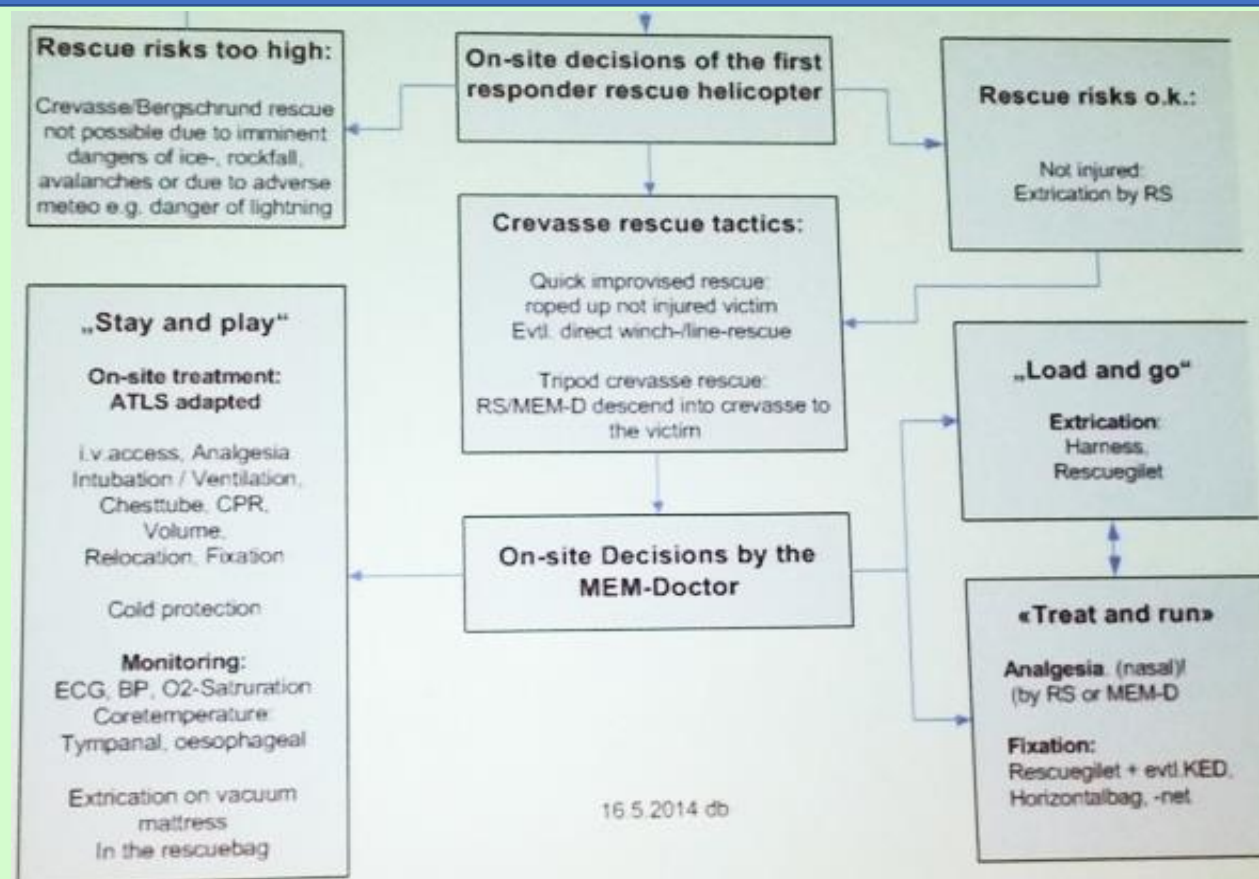 Rescue risks too high:
Crevasse/Bergschrund rescue
not possible due to imminent
dangers of ice-, rockfall,
avalanches or due to adverse
meteo e.g. danger of lightning
On-site decisions of the first
responder rescue helicopter
Rescue risks o.k.:
Not injured:
Extrication by RS
Crevasse rescue tactics:
Quick improvised rescue:
roped up not injured victim
Evtl. direct winch-/line-rescue
Tripod crevasse rescue:
RS/MEM-D descend into crevasse to
the victim
„Stay and play“
On-site treatment:
ATLS adapted
i.v.access, Analgesia
Intubation / Ventilation,
Chesttube, CPR,
Volume,
Relocation, Fixation
Cold protection
Monitoring:
ECG, BP, O2-Satruration
Coretemperature:
Tympanal, oesophageal
Extrication on vacuum
mattress
In the rescuebag
On-site Decisions by the
MEM-Doctor
„Load and go“
Extrication:
Harness,
Rescuegilet
«Treat and run»
Analgesia. (nasal)!
(by RS or MEM-D
Fixation:
Rescuegilet + evtl.KED,
Horizontalbag, -net
16.5.2014 db